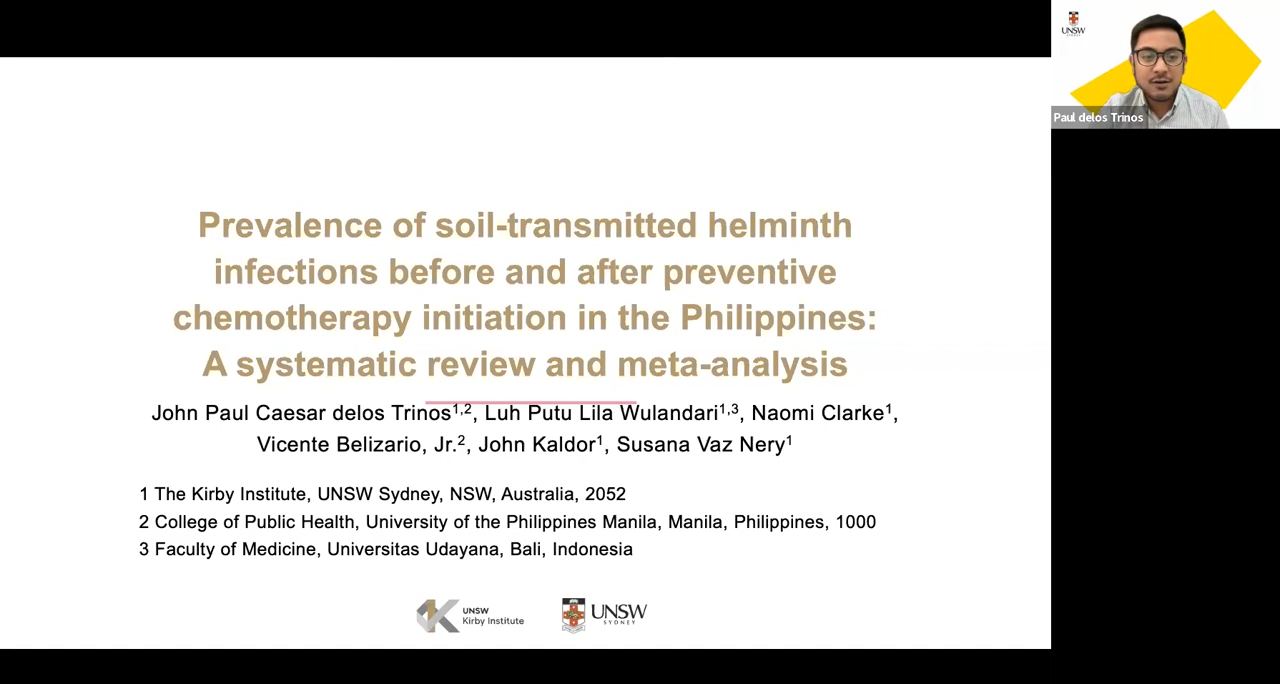 Prevalence of soil-transmitted helminth
infections before and after preventive
chemotherapy initiation in the Philippines:
A systematic review and meta-analysis
John Paul Caesar delos Trinos1,2, Luh Putu Lila Wulandari1,3, Naomi Clarke1,
Vicente Belizario, Jr.2, John Kaldor1, Susana Vaz Nery1
1 The Kirby Institute, UNSW Sydney, NSW, Australia, 2052
2 College of Public Health, University of the Philippines Manila, Manila, Philippines, 1000
3 Faculty of Medicine, Universitas Udayana, Bali, Indonesia
UNSW
Kirby Institute
UNSW
SYDNEY
UNSW
SYDNEY
Paul delos Trinos